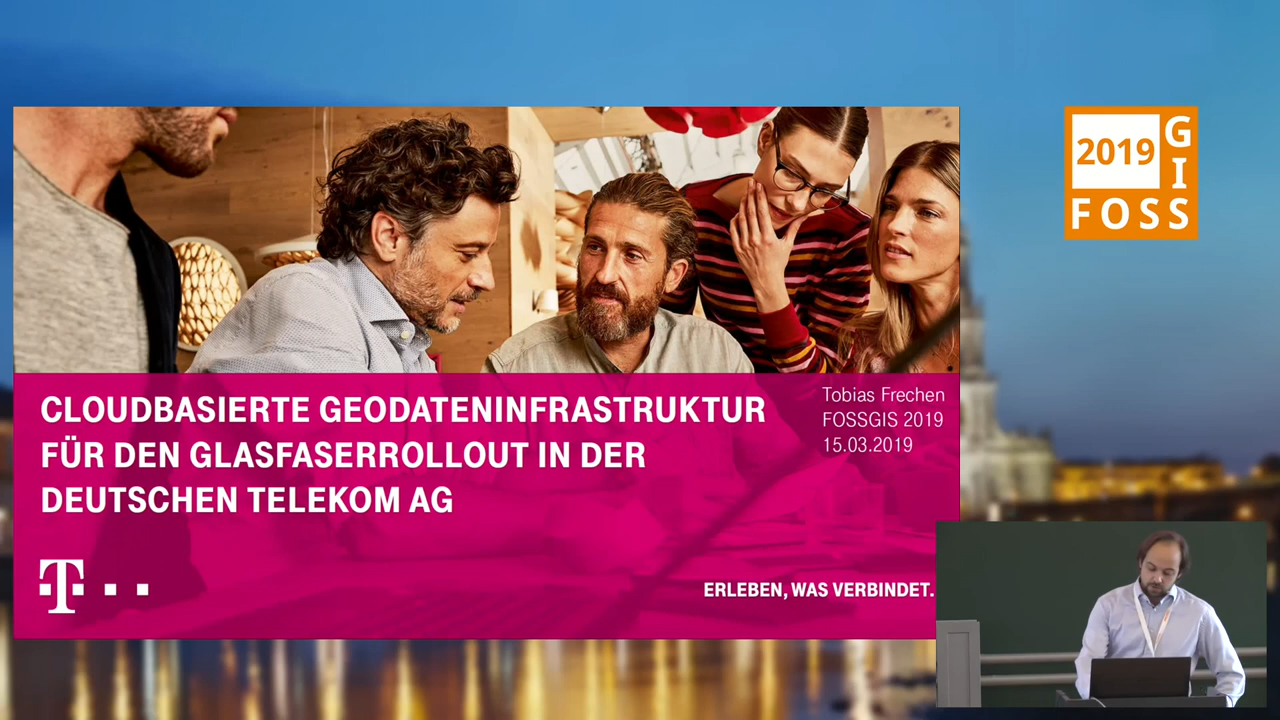 2019
GIS
FOSS
CLOUDBASIERTE GEODATENINFRASTRUKTUR
FÜR DEN GLASFASERROLLOUT IN DER
DEUTSCHEN TELEKOM AG
Tobias Frechen
FOSSGIS 2019
15.03.2019
T
ERLEBEN, WAS VERBINDET.